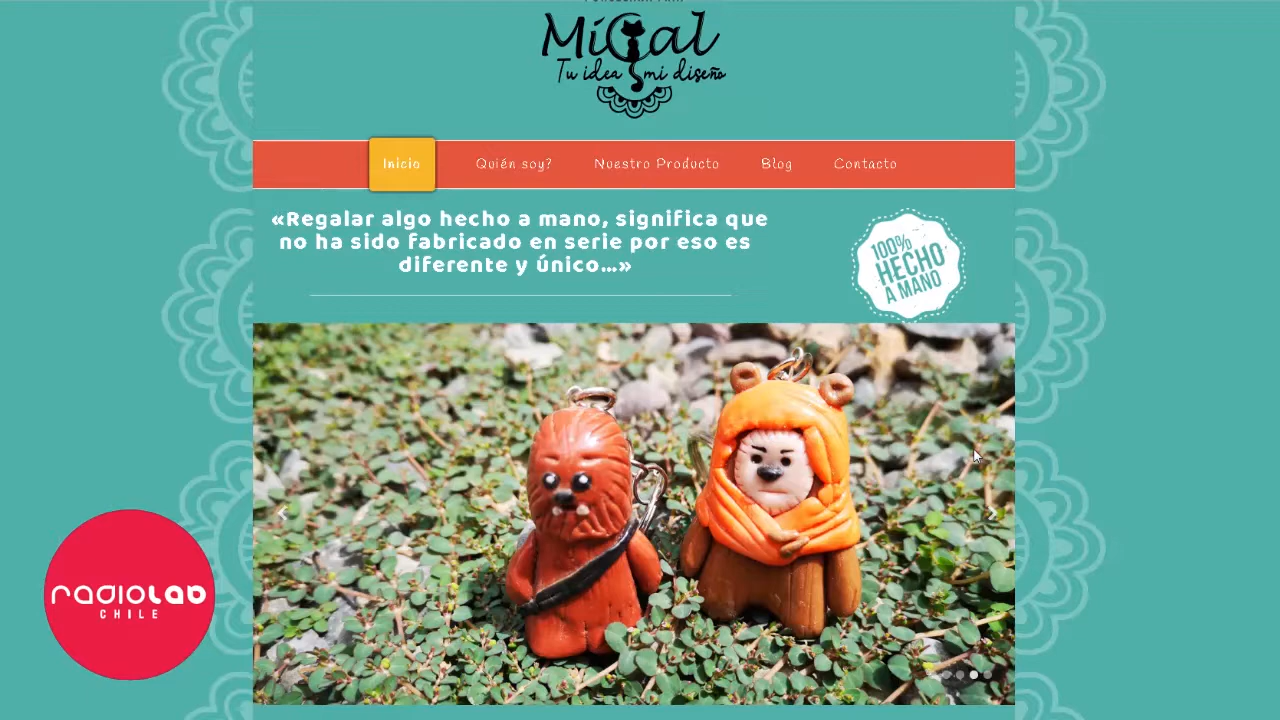 MiGal
Tu idea mi diseño
Inicio
Quién soy?
Nuestro Producto
Blog
Contacto
«Regalar algo hecho a mano, significa que
no ha sido fabricado en serie por eso es
diferente y único...»
100%
HECHO
A MANO
radioLab
CHILE